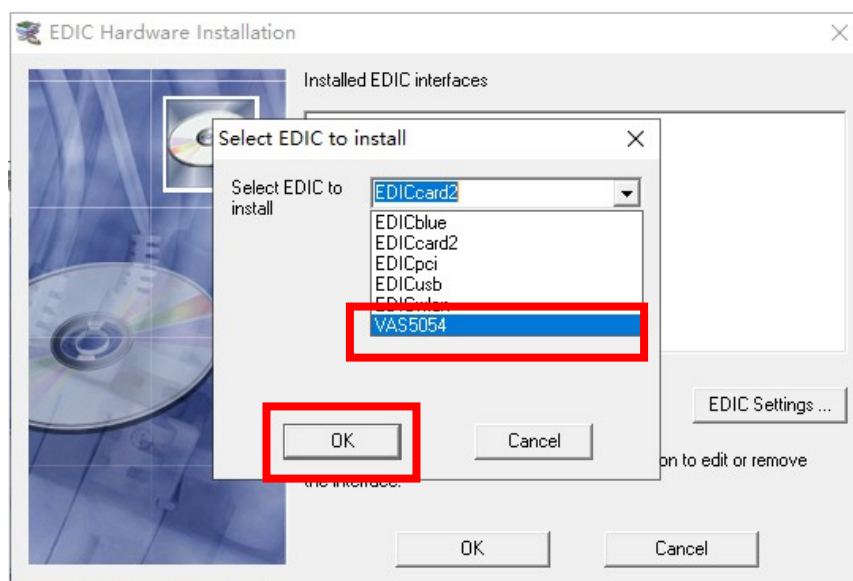 EDIC Hardware Installation
Installed EDIC interfaces
Select EDIC to install
Select EDIC to
install
EDICcard2
EDICblue
EDICcard2
EDICpci
EDICusb
VAS5054
EDIC Settings ...
OK
Cancel
on to edit or remove
the interface.
OK
Cancel